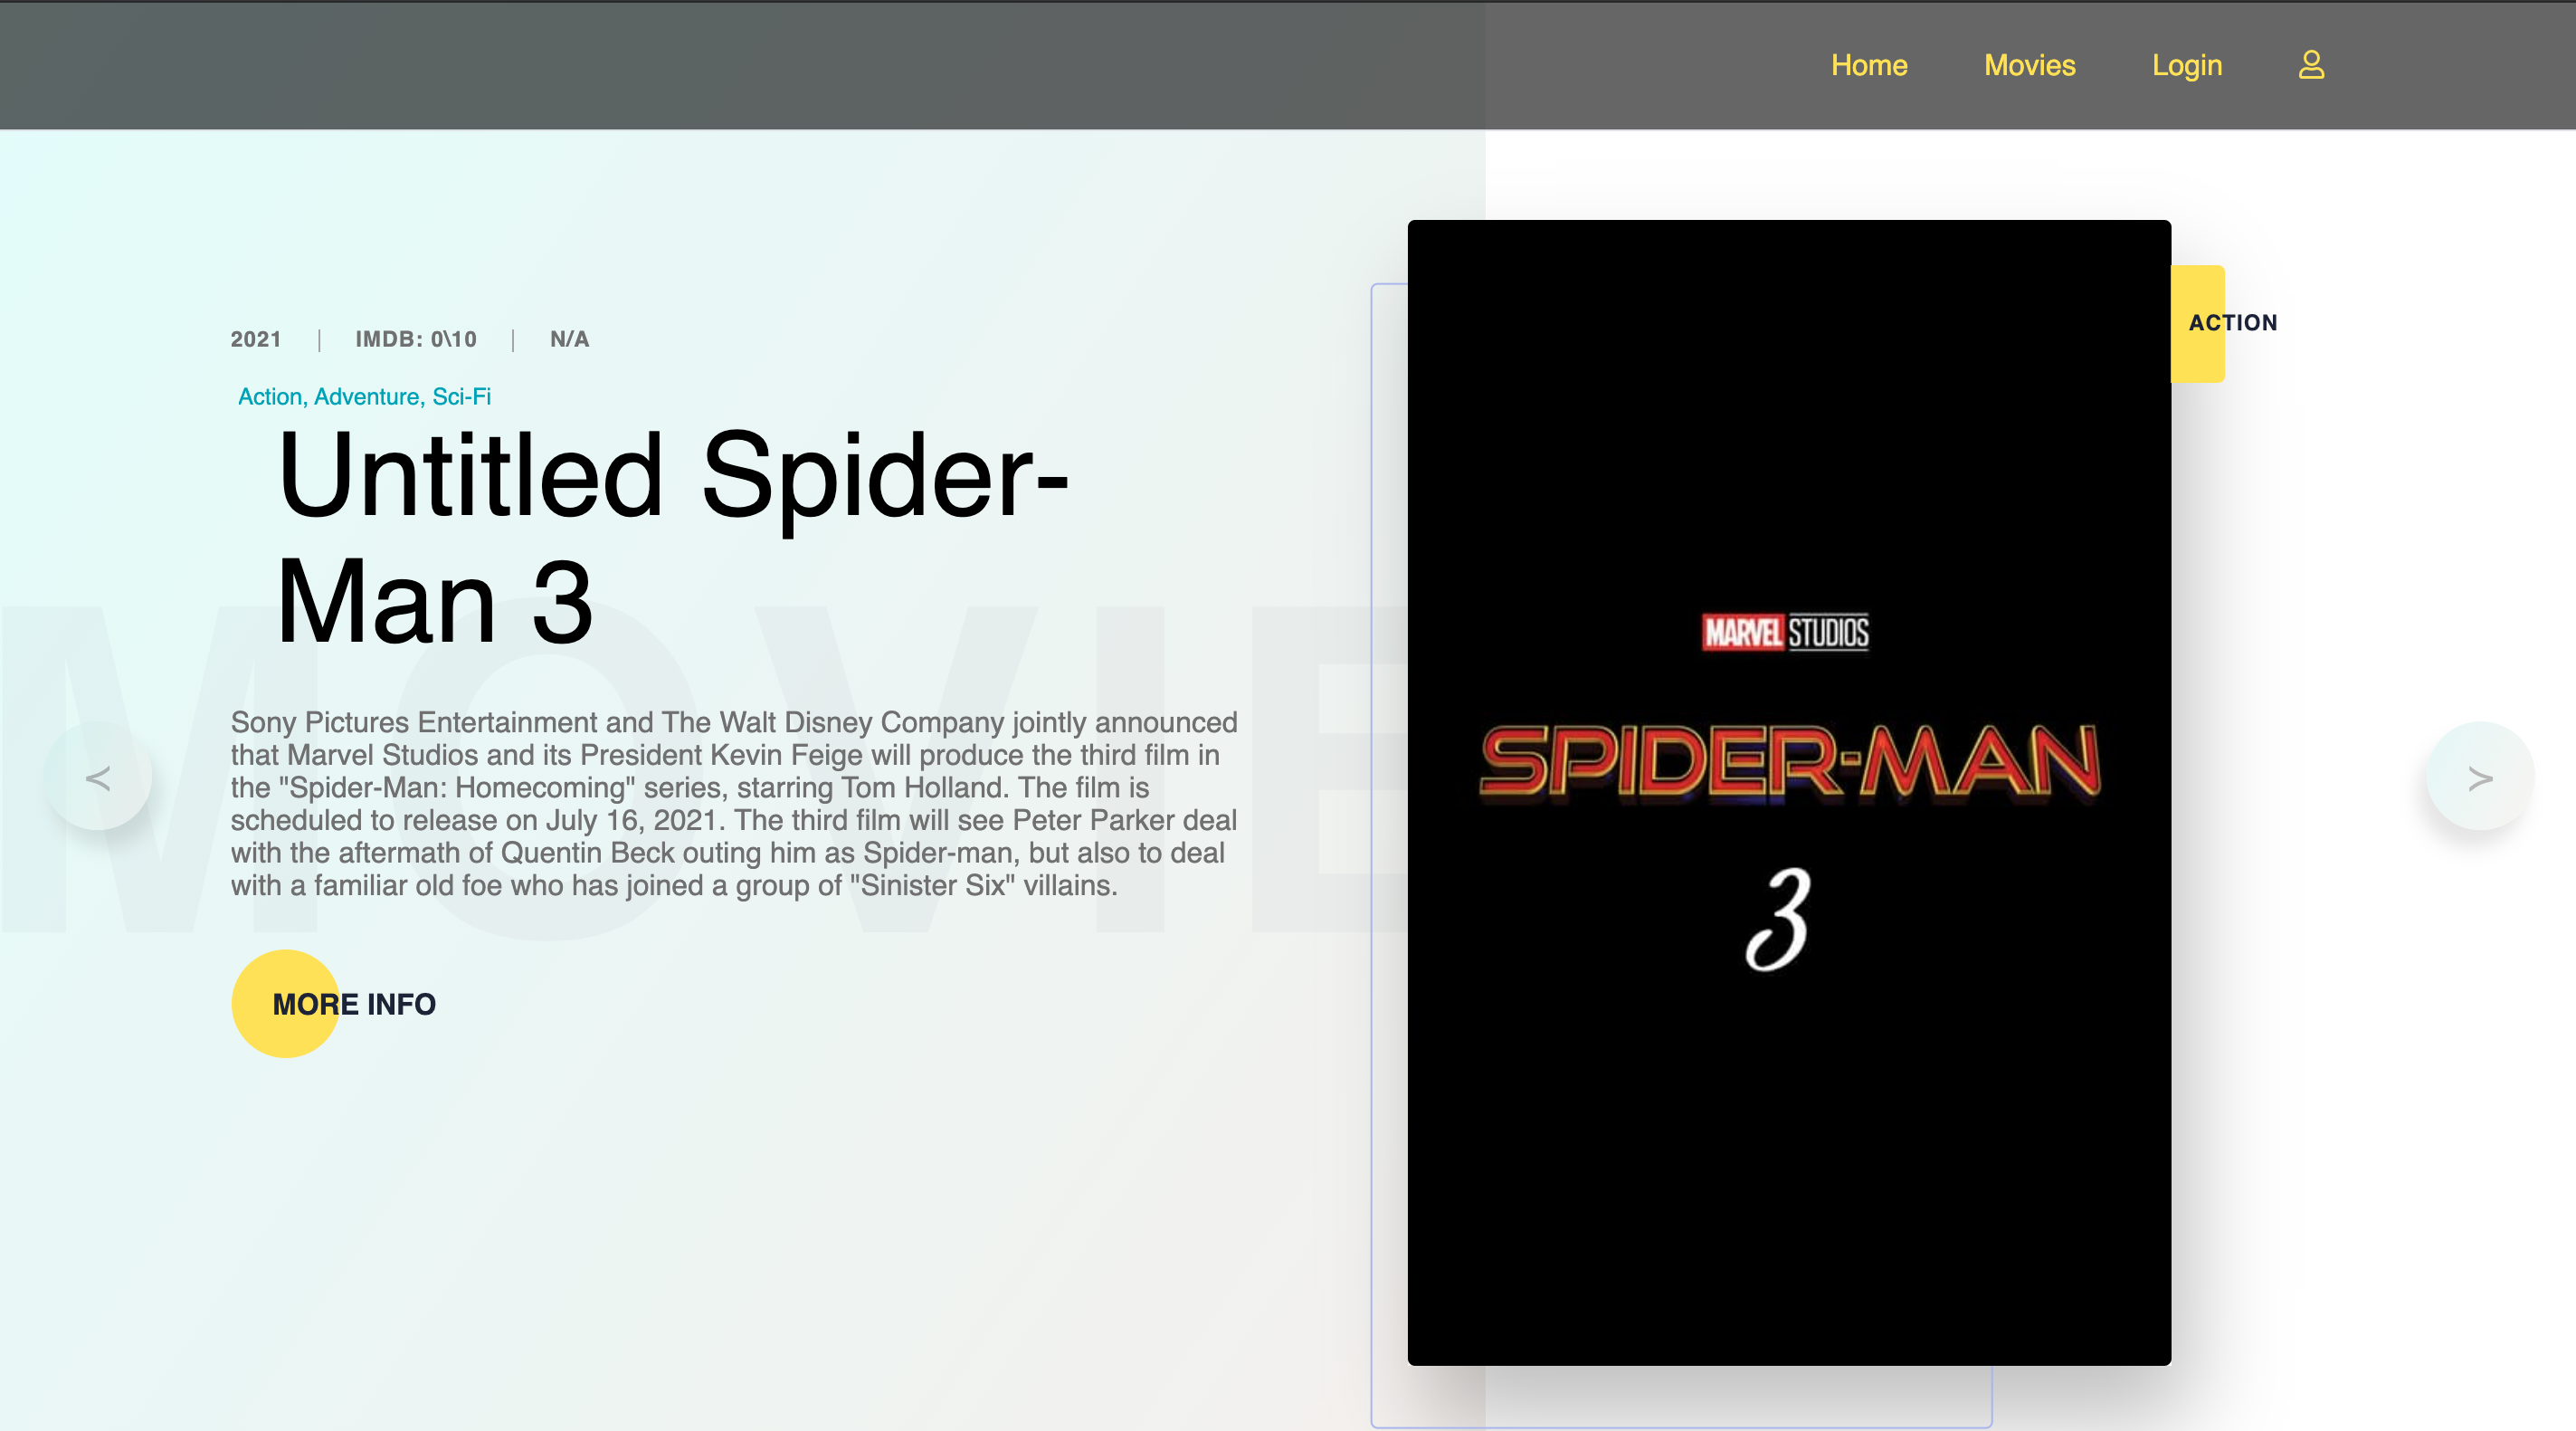 Home Movies Login
2021 | IMDB: 0\10 | N/A
Action, Adventure, Sci-Fi
Untitled Spider-
Man 3
MOVIE
Sony Pictures Entertainment and The Walt Disney Company jointly announced
that Marvel Studios and its President Kevin Feige will produce the third film in
the "Spider-Man: Homecoming" series, starring Tom Holland. The film is
scheduled to release on July 16, 2021. The third film will see Peter Parker deal
with the aftermath of Quentin Beck outing him as Spider-man, but also to deal
with a familiar old foe who has joined a group of "Sinister Six" villains.
MORE INFO
ACTION
MARVEL STUDIOS
SPIDER-MAN
3